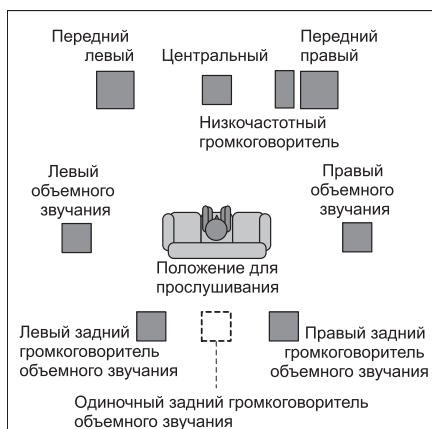 Передний
левый
Центральный
Передний
правый
Низкочастотный
громкоговоритель
Левый
объемного
звучания
Правый
объемного
звучания
Положение для
прослушивания
Левый задний
громкоговоритель
объемного звучания
Правый задний
громкоговоритель
объемного звучания
Одиночный задний громкоговоритель
объемного звучания